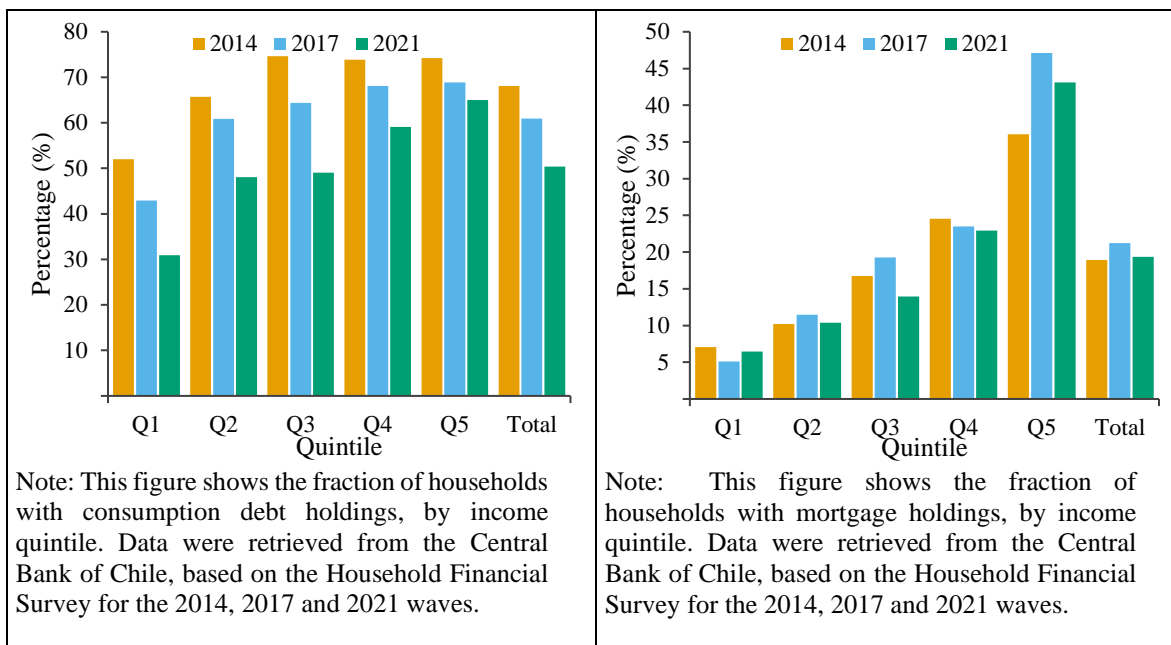 80
70
60
50
40
30
20
10
Percentage (%)
2014 2017 2021
Q1 Q2 Q3 Q4 Q5 Total
Quintile
Note: This figure shows the fraction of households
with consumption debt holdings, by income
quintile. Data were retrieved from the Central
Bank of Chile, based on the Household Financial
Survey for the 2014, 2017 and 2021 waves.
50
45
40
35
30
25
20
15
10
5
Percentage (%)
2014 2017 2021
Q1 Q2 Q3 Q4 Q5 Total
Quintile
Note: This figure shows the fraction of
households with mortgage holdings, by income
quintile. Data were retrieved from the Central
Bank of Chile, based on the Household Financial
Survey for the 2014, 2017 and 2021 waves.